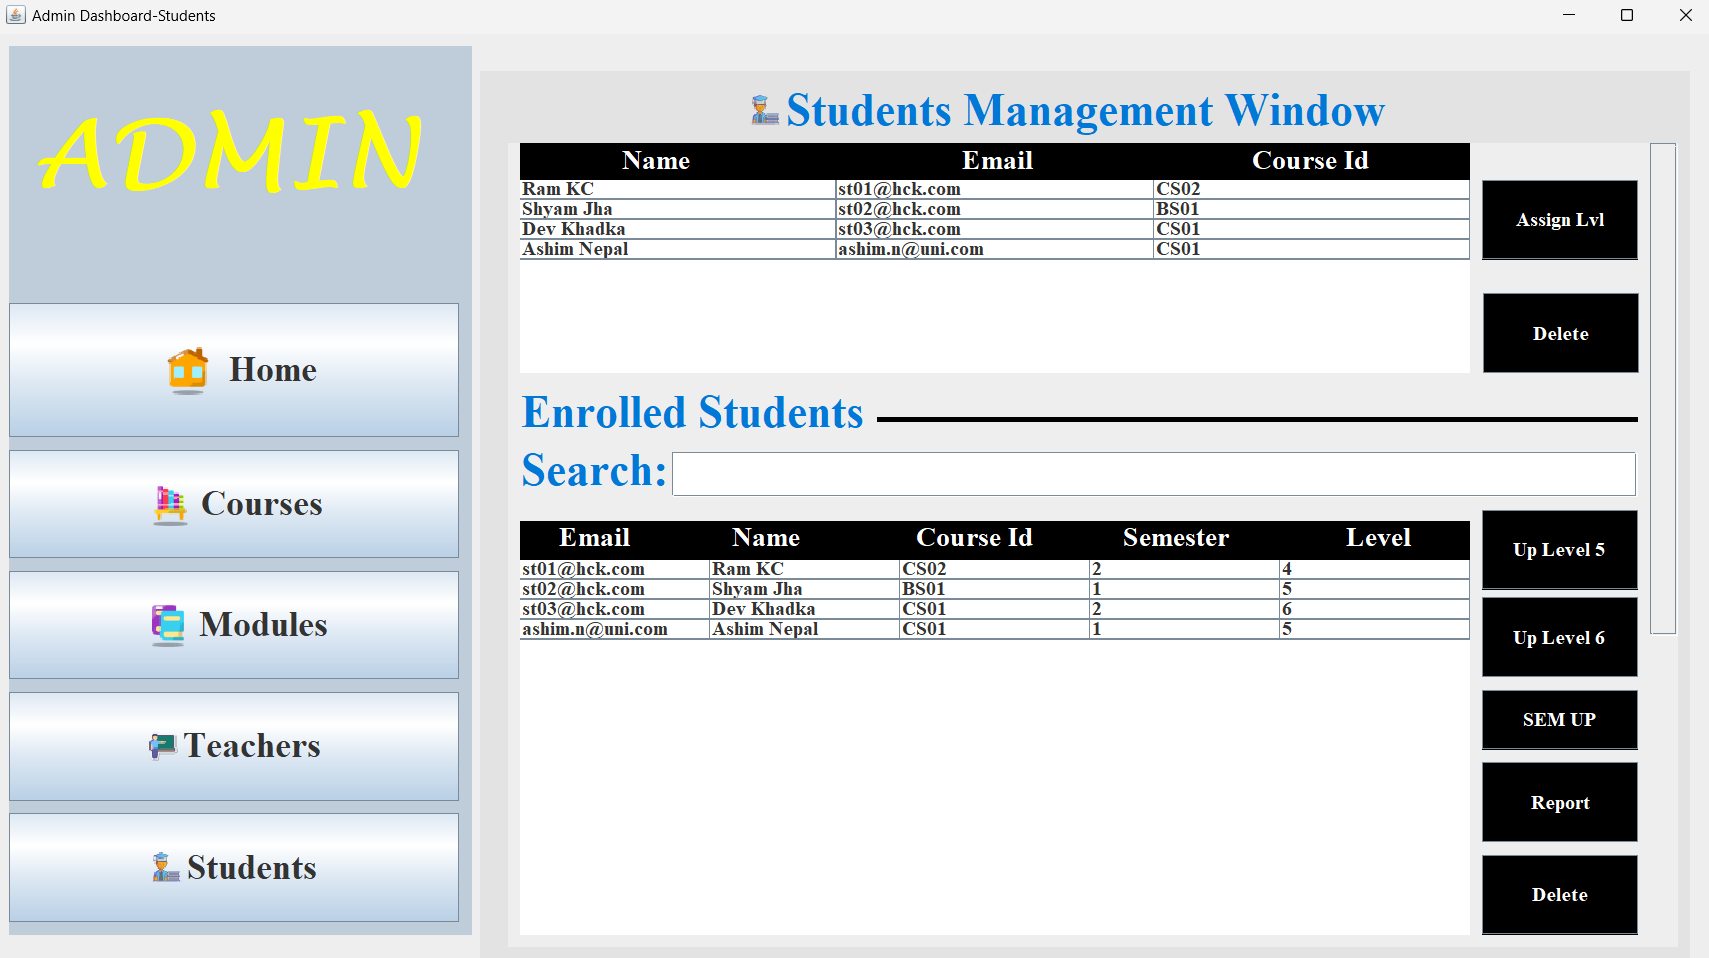 Admin Dashboard-Students
ADMIN
Home
Courses
Modules
Teachers
Students
Students Management Window
Name Email Course Id
Ram KC st01@hck.com CS02
Shyam Jha st02@hck.com BS01
Dev Khadka st03@hck.com CS01
Ashim Nepal ashim.n@uni.com CS01
Assign Lvl
Delete
Enrolled Students
Search:
Email Name Course Id Semester Level
st01@hck.com Ram KC CS02 2 4
st02@hck.com Shyam Jha BS01 1 5
st03@hck.com Dev Khadka CS01 2 6
ashim.n@uni.com Ashim Nepal CS01 1 5
Up Level 5
Up Level 6
SEM UP
Report
Delete